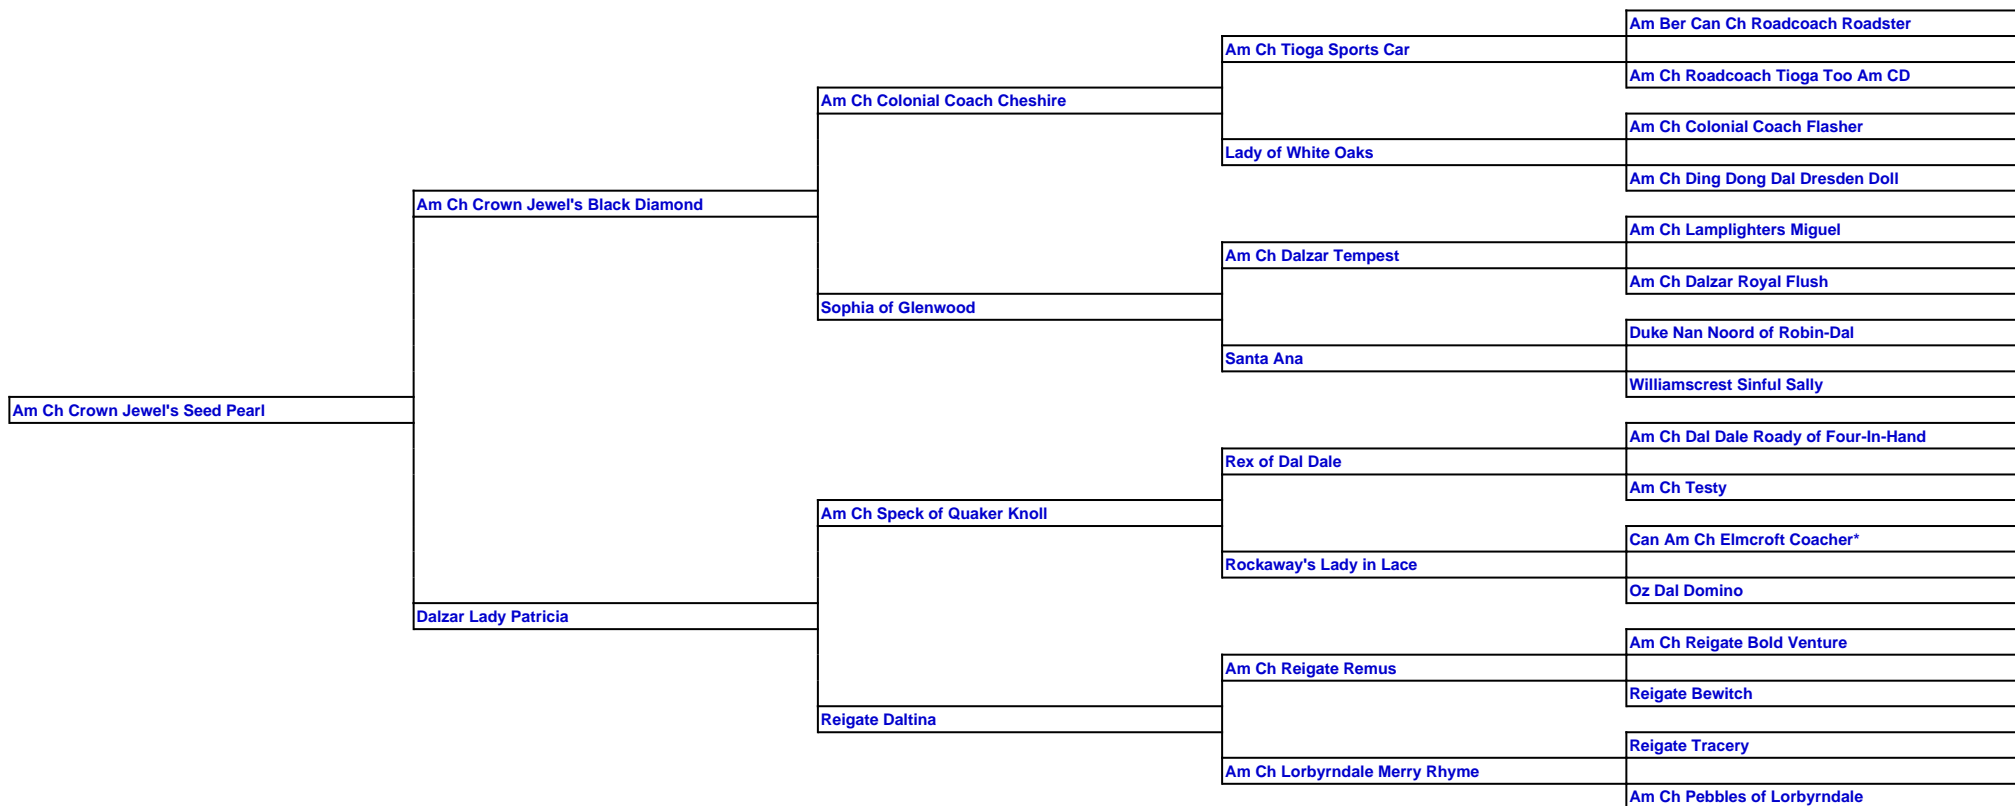 Am Ber Can Ch Roadcoach Roadster
Am Ch Tioga Sports Car
Am Ch Roadcoach Tioga Too Am CD
Am Ch Colonial Coach Cheshire
Am Ch Colonial Coach Flasher
Lady of White Oaks
Am Ch Ding Dong Dal Dresden Doll
Am Ch Crown Jewel's Black Diamond
Am Ch Lamplighters Miguel
Am Ch Dalzar Tempest
Am Ch Dalzar Royal Flush
Sophia of Glenwood
Duke Nan Noord of Robin-Dal
Santa Ana
Williamscrest Sinful Sally
Am Ch Crown Jewel's Seed Pearl
Am Ch Dal Dale Roady of Four-In-Hand
Rex of Dal Dale
Am Ch Testy
Am Ch Speck of Quaker Knoll
Can Am Ch Elmcroft Coacher*
Rockaway's Lady in Lace
Oz Dal Domino
Dalzar Lady Patricia
Am Ch Reigate Bold Venture
Am Ch Reigate Remus
Reigate Bewitch
Reigate Daltina
Reigate Tracery
Am Ch Lorbyrndale Merry Rhyme
Am Ch Pebbles of Lorbyrndale